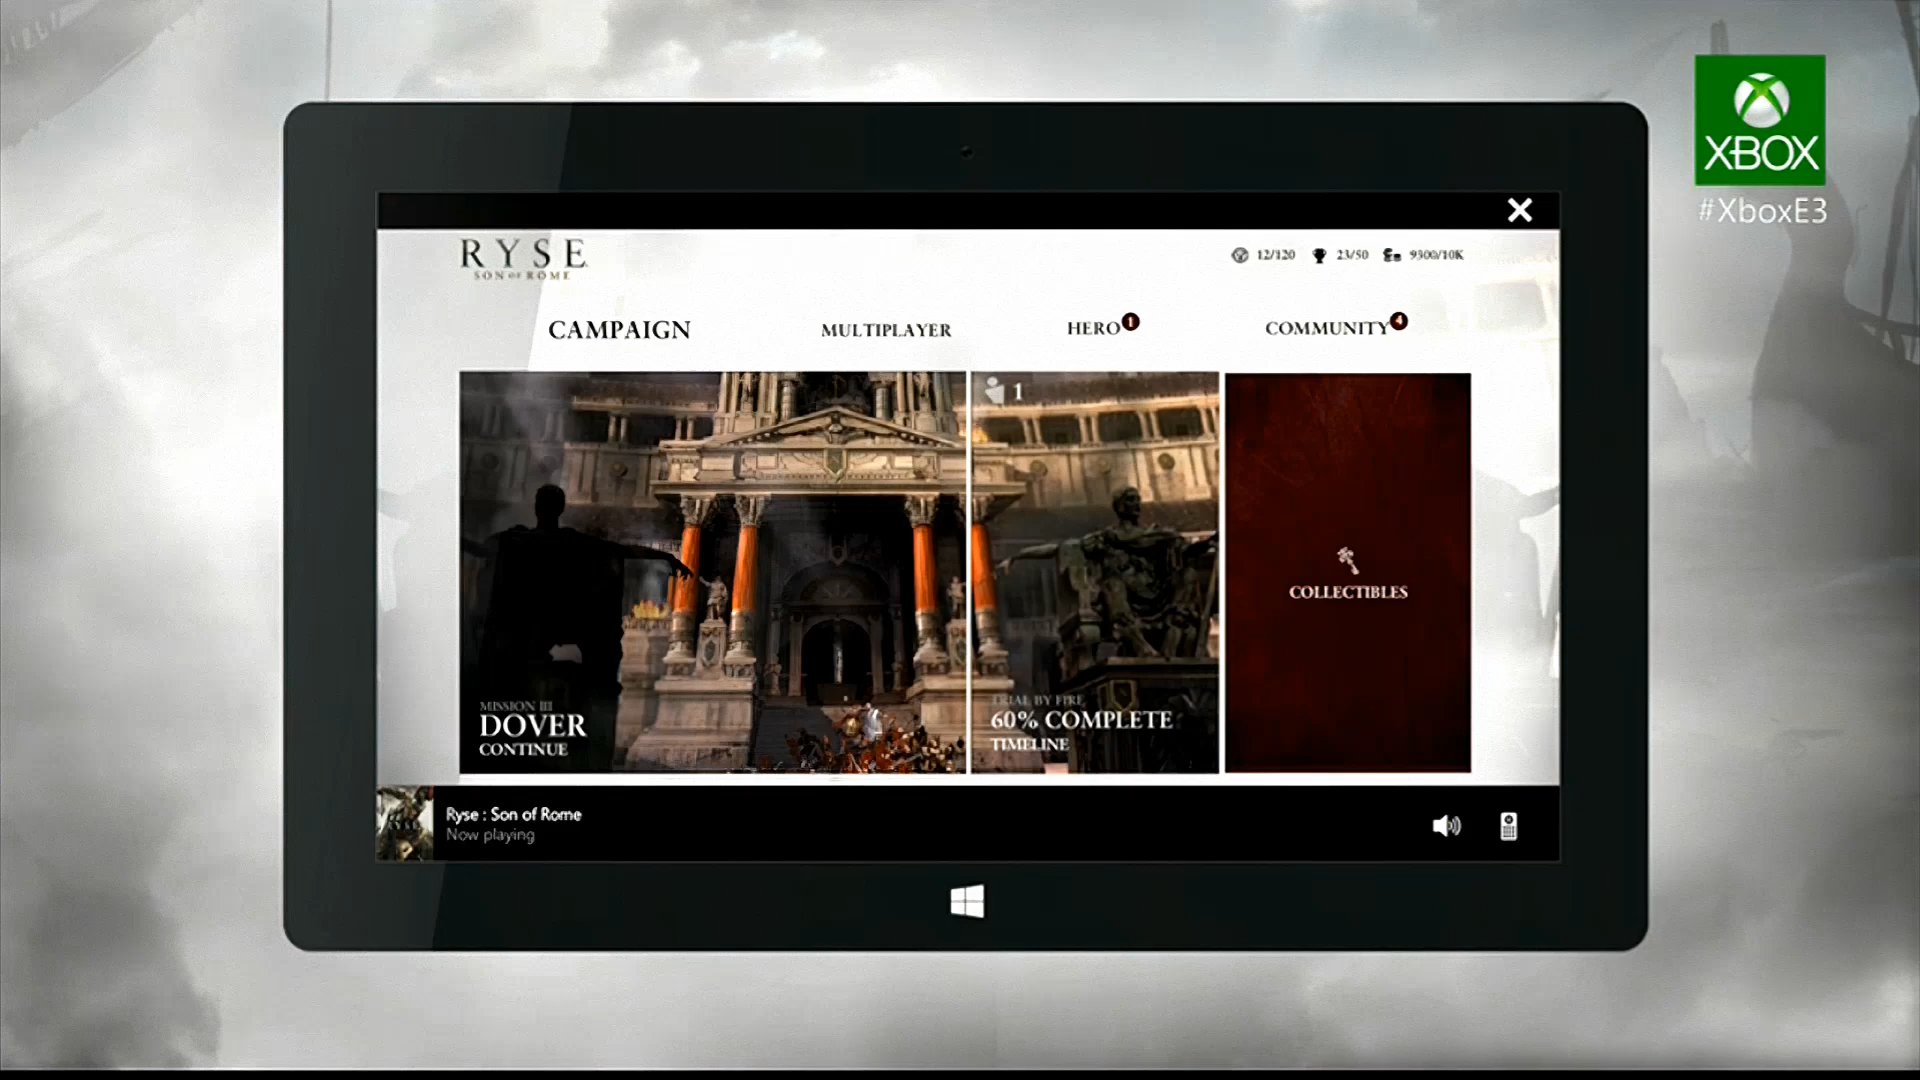 XBOX
#XboxE3
RYSE
SON OF ROME
12/120 23/50 9300/10K
CAMPAIGN MULTIPLAYER HERO 1 COMMUNITY 4
1
MISSION III
DOVER
CONTINUE
TRIAL BY FIRE
60% COMPLETE
TIMELINE
COLLECTIBLES
Ryse : Son of Rome
Now playing